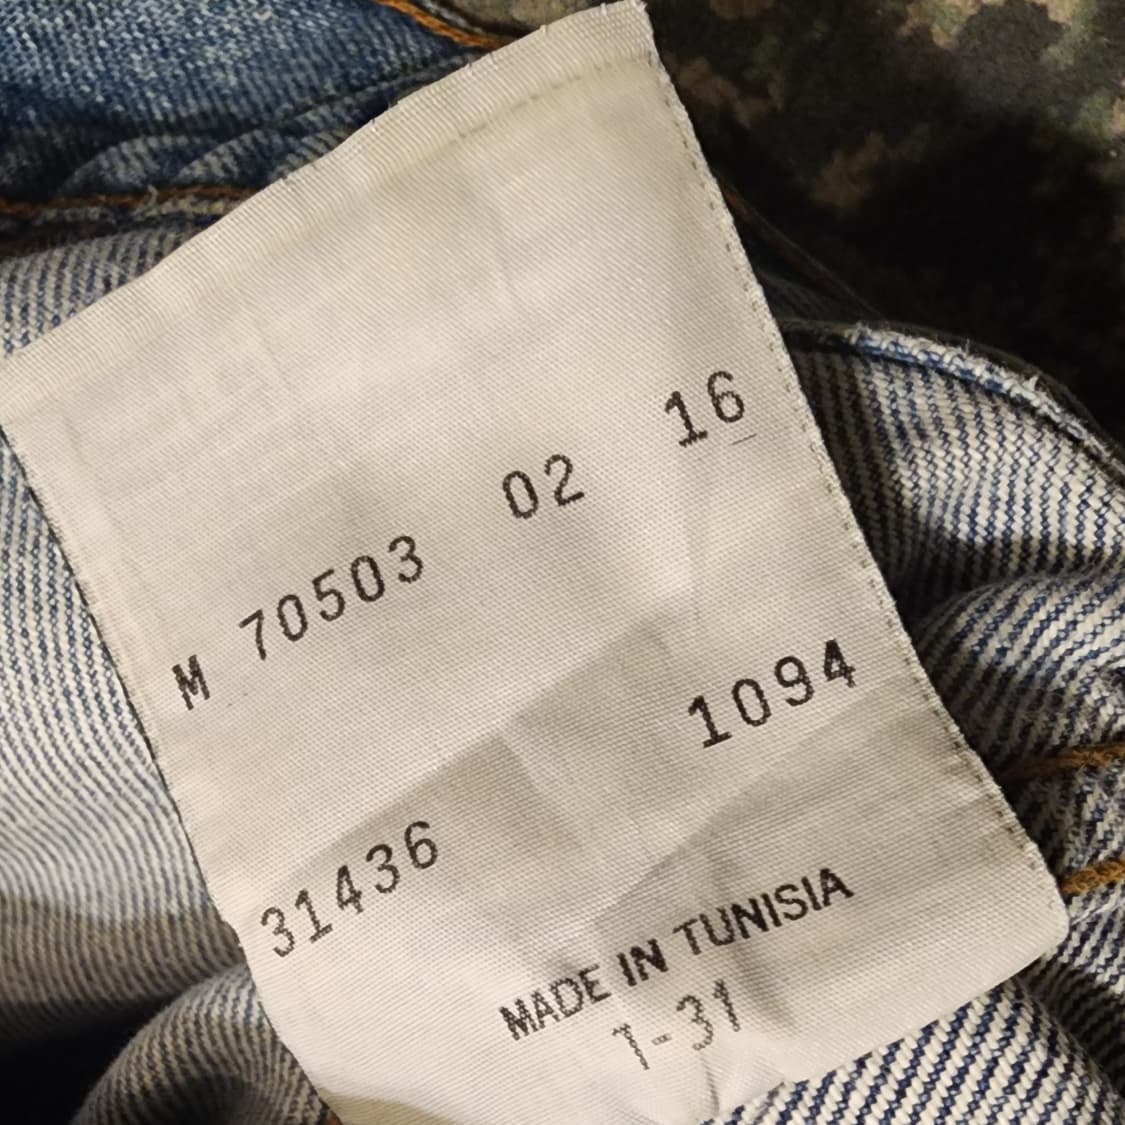 M 70503 02 16
31436 1094
MADE IN TUNISIA
1-31